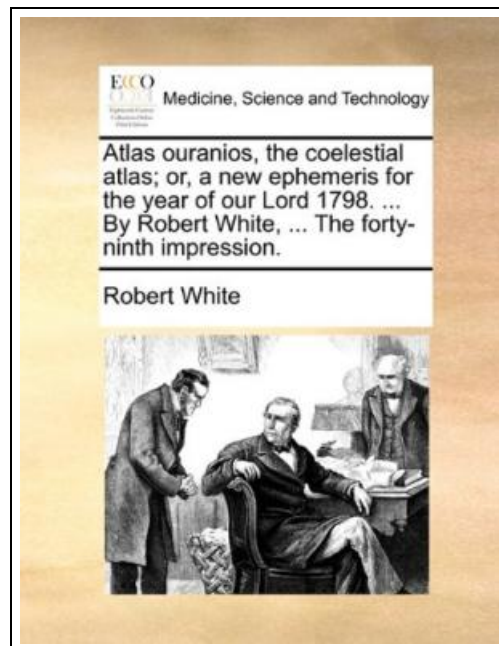 ECCO
Medicine, Science and Technology
Atlas ouranios, the coelestial
atlas; or, a new ephemeris for
the year of our Lord 1798. ...
By Robert White, ... The forty-
ninth impression.
Robert White